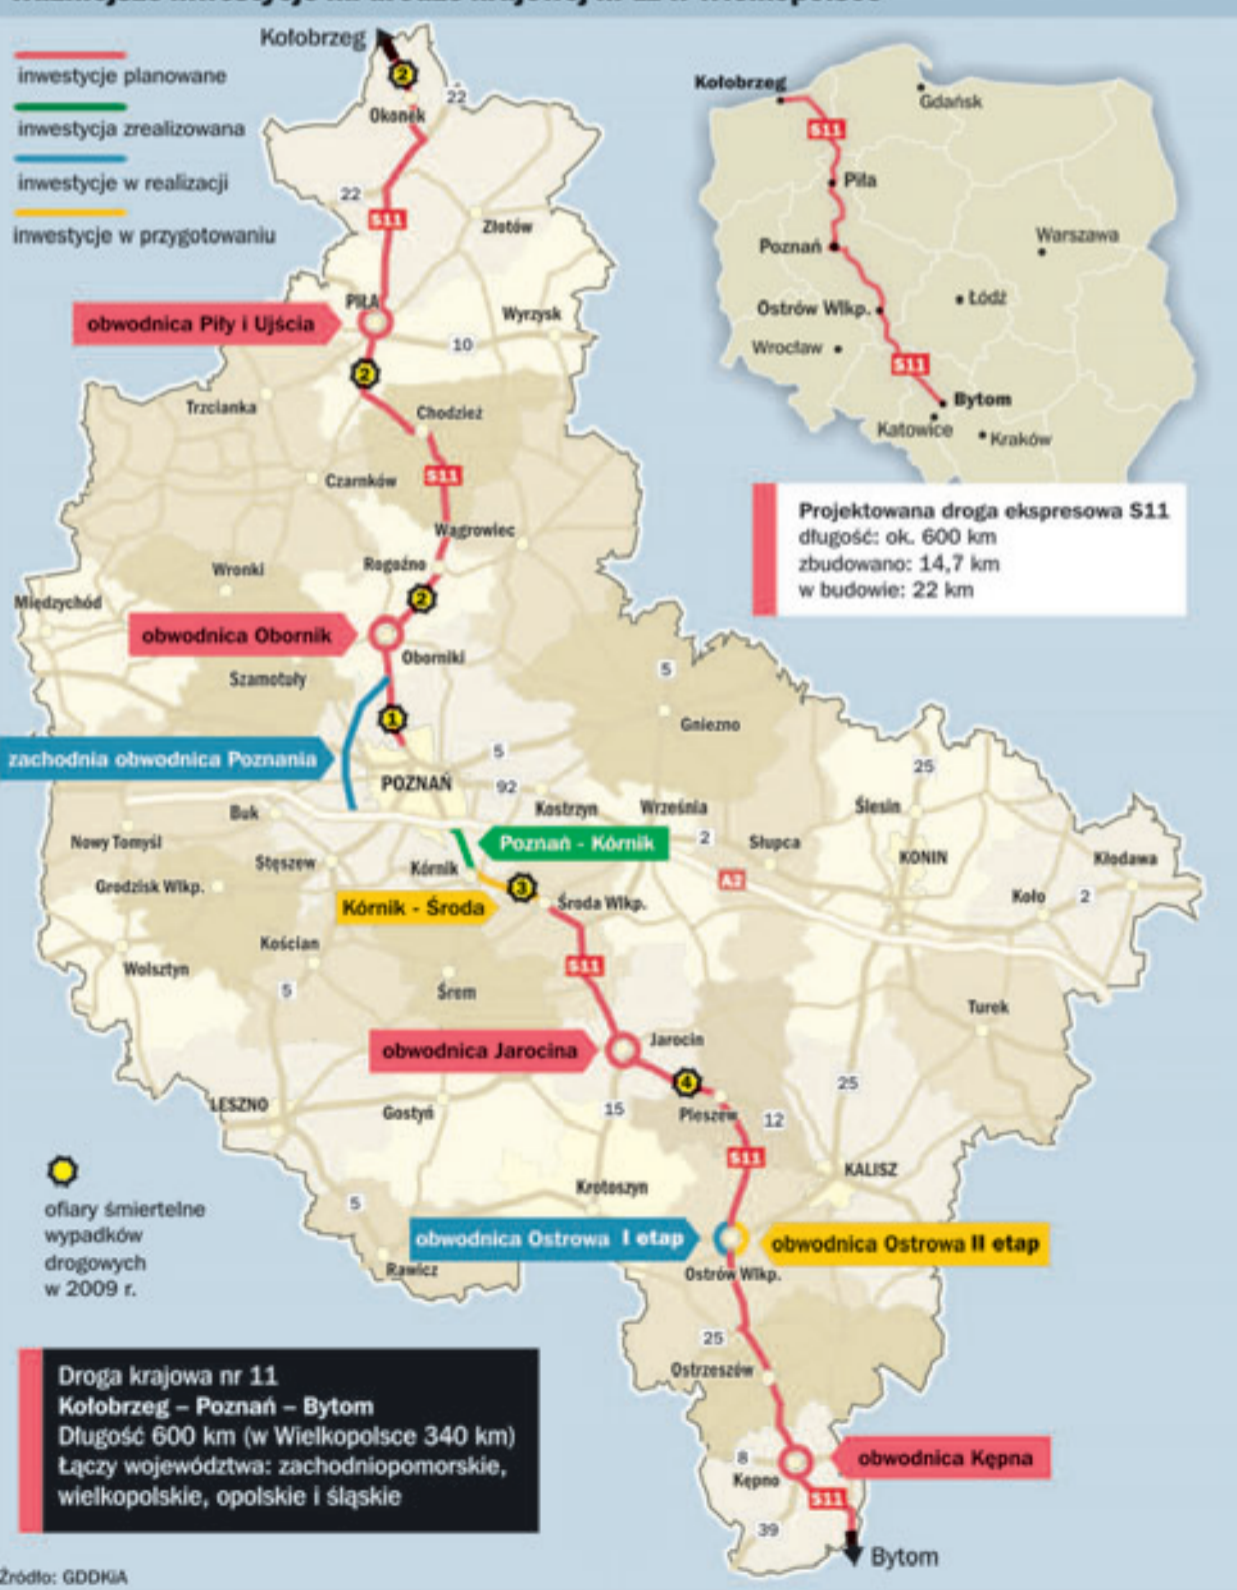 Kołobrzeg
inwestycje planowane
inwestycja zrealizowana
inwestycje w realizacji
inwestycje w przygotowaniu
2
22
Okonek
22
S11
Złotów
PIŁA
obwodnica Piły i Ujścia
Wyrzysk
10
2
Trzcianka
Chodzież
Czarnków
S11
Wągrowiec
Rogoźno
Wronki
2
Międzychód
obwodnica Obornik
Oborniki
Szamotuły
5
Gniezno
1
zachodnia obwodnica Poznania
5
POZNAŃ
92
25
Buk
Kostrzyn
Września
Ślesin
Nowy Tomyśl
Poznań - Kórnik
2
Słupca
Stęszew
Kórnik
KONIN
Kłodawa
Grodzisk Wlkp.
A2
3
Koło
2
Kórnik - Środa
Środa Wlkp.
Kościan
Wolsztyn
S11
5
Śrem
Turek
obwodnica Jarocina
Jarocin
4
25
LESZNO
Gostyń
15
Pleszew
12
S11
KALISZ
Krotoszyn
5
obwodnica Ostrowa I etap
obwodnica Ostrowa II etap
Rawicz
Ostrów Wlkp.
25
Ostrzeszów
8
obwodnica Kępna
Kępno
S11
39
Bytom
Kołobrzeg
Gdańsk
S11
Piła
Poznań
Warszawa
Ostrów Wlkp.
Łódź
Wrocław
S11
Bytom
Katowice
Kraków
Projektowana droga ekspresowa S11
długość: ok. 600 km
zbudowano: 14,7 km
w budowie: 22 km
ofiary śmiertelne
wypadków
drogowych
w 2009 r.
Droga krajowa nr 11
Kołobrzeg – Poznań – Bytom
Długość 600 km (w Wielkopolsce 340 km)
Łączy województwa: zachodniopomorskie,
wielkopolskie, opolskie i śląskie
Źródło: GDDKiA